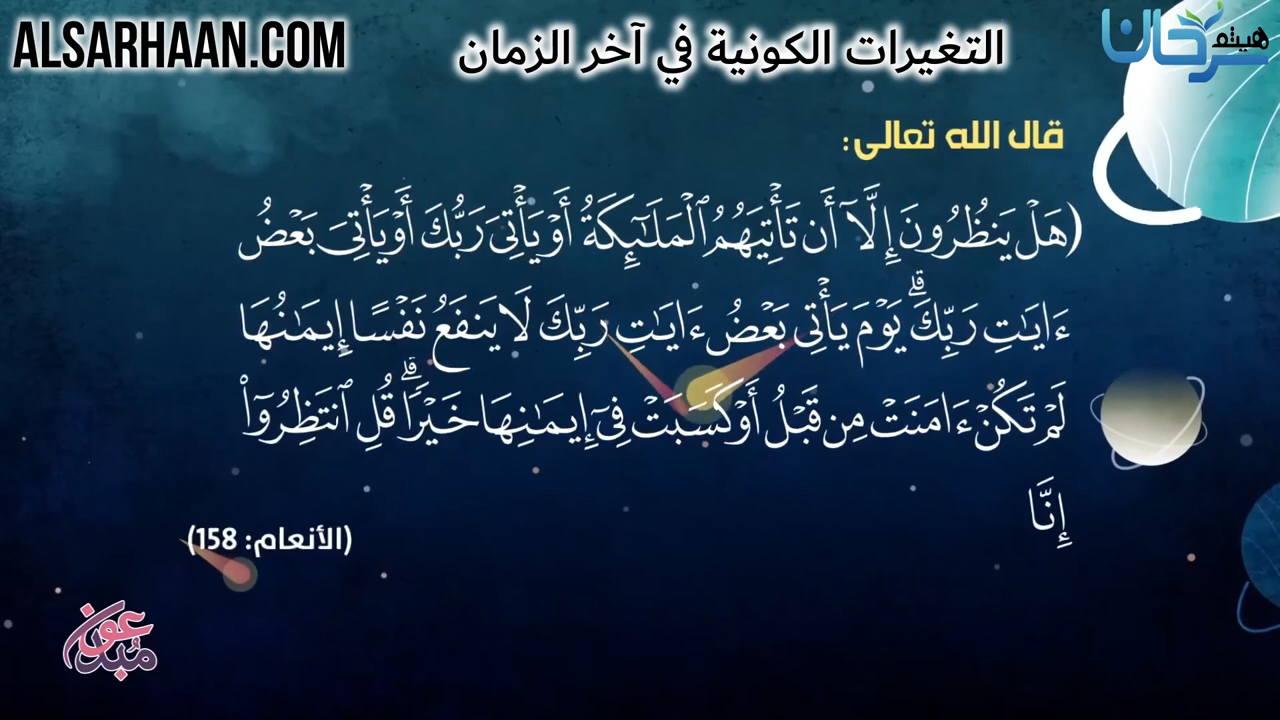 ALSARHAAN.COM
التغيرات الكونية في آخر الزمان
هيثم سرحان
قال الله تعالى:
(هَلۡ يَنظُرُونَ إِلَّآ أَن تَأۡتِيَهُمُ ٱلۡمَلَٰٓئِكَةُ أَوۡ يَأۡتِيَ رَبُّكَ أَوۡ يَأۡتِيَ بَعۡضُ
ءَايَٰتِ رَبِّكَۗ يَوۡمَ يَأۡتِي بَعۡضُ ءَايَٰتِ رَبِّكَ لَا يَنفَعُ نَفۡسًا إِيمَٰنُهَا
لَمۡ تَكُنۡ ءَامَنَتۡ مِن قَبۡلُ أَوۡ كَسَبَتۡ فِيٓ إِيمَٰنِهَا خَيۡرٗاۗ قُلِ ٱنتَظِرُوٓاْ
إِنَّا
(الأنعام: 158)
مُبدعون